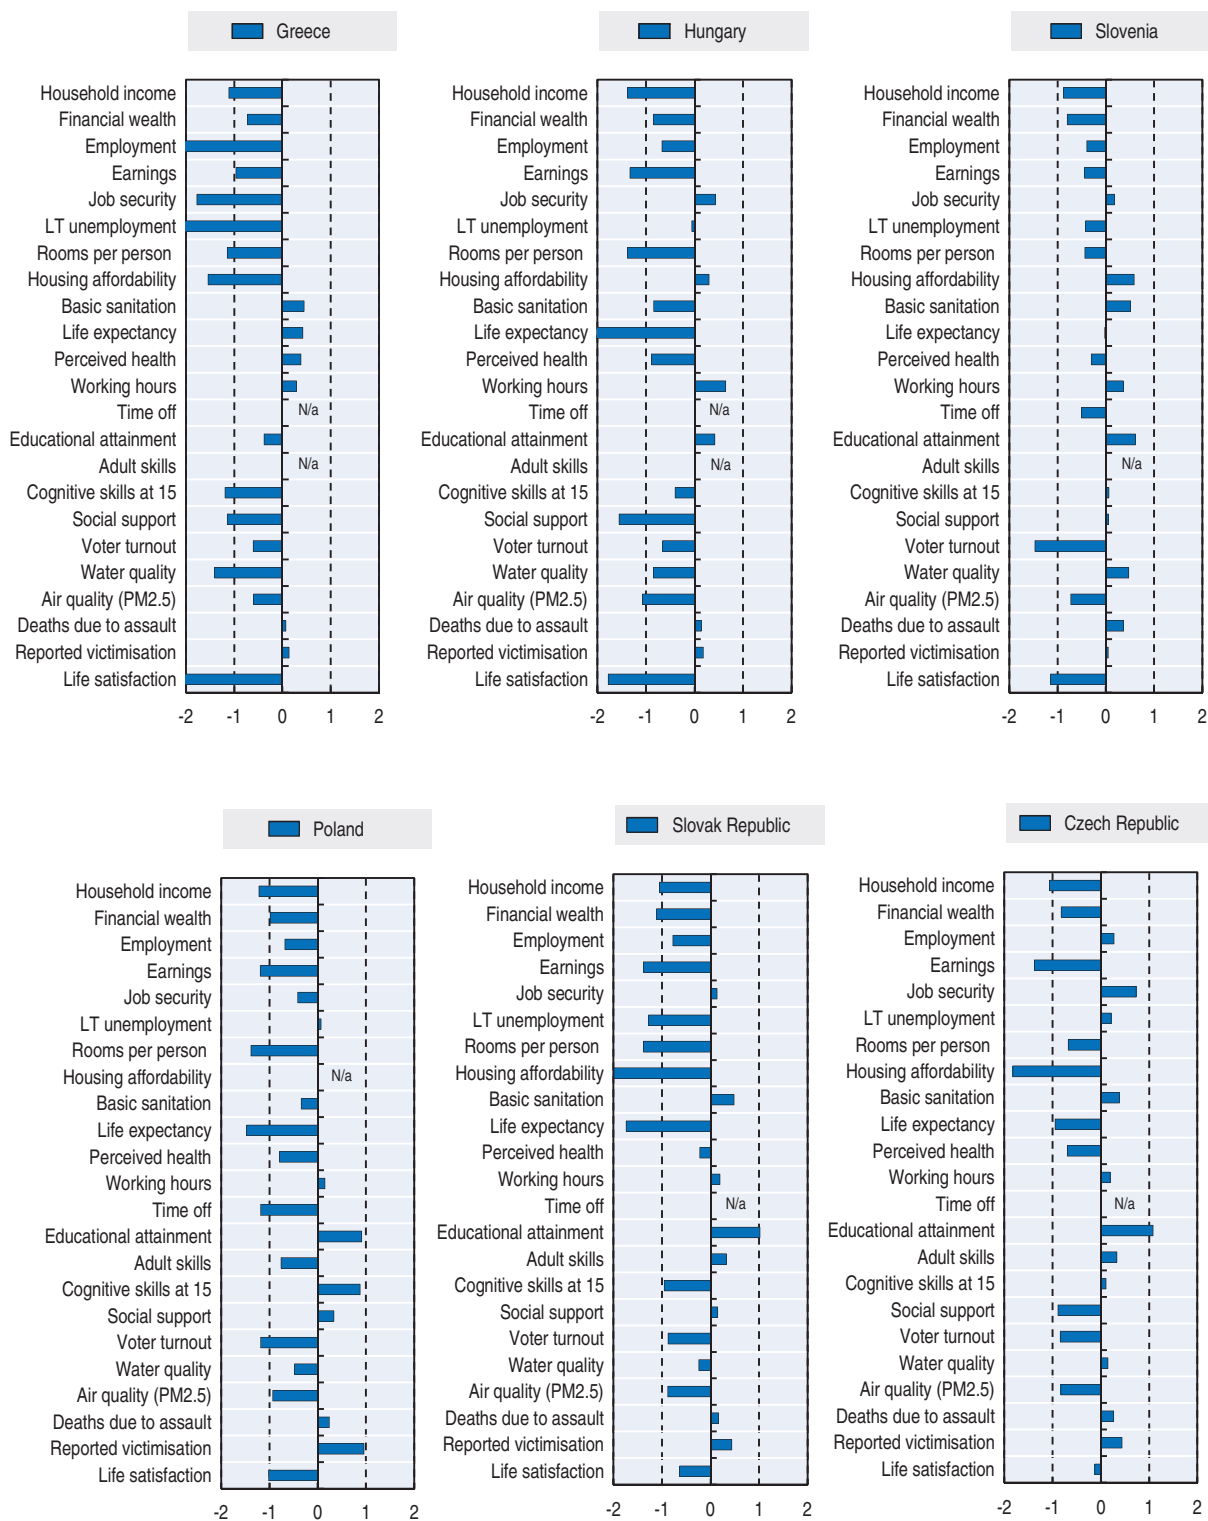 Greece
Household income
Financial wealth
Employment
Earnings
Job security
LT unemployment
Rooms per person
Housing affordability
Basic sanitation
Life expectancy
Perceived health
Working hours
Time off N/a
Educational attainment
Adult skills N/a
Cognitive skills at 15
Social support
Voter turnout
Water quality
Air quality (PM2.5)
Deaths due to assault
Reported victimisation
Life satisfaction
-2 -1 0 1 2
Hungary
Household income
Financial wealth
Employment
Earnings
Job security
LT unemployment
Rooms per person
Housing affordability
Basic sanitation
Life expectancy
Perceived health
Working hours
Time off N/a
Educational attainment
Adult skills N/a
Cognitive skills at 15
Social support
Voter turnout
Water quality
Air quality (PM2.5)
Deaths due to assault
Reported victimisation
Life satisfaction
-2 -1 0 1 2
Slovenia
Household income
Financial wealth
Employment
Earnings
Job security
LT unemployment
Rooms per person
Housing affordability
Basic sanitation
Life expectancy
Perceived health
Working hours
Time off
Educational attainment
Adult skills N/a
Cognitive skills at 15
Social support
Voter turnout
Water quality
Air quality (PM2.5)
Deaths due to assault
Reported victimisation
Life satisfaction
-2 -1 0 1 2
Poland
Household income
Financial wealth
Employment
Earnings
Job security
LT unemployment
Rooms per person
Housing affordability N/a
Basic sanitation
Life expectancy
Perceived health
Working hours
Time off
Educational attainment
Adult skills
Cognitive skills at 15
Social support
Voter turnout
Water quality
Air quality (PM2.5)
Deaths due to assault
Reported victimisation
Life satisfaction
-2 -1 0 1 2
Slovak Republic
Household income
Financial wealth
Employment
Earnings
Job security
LT unemployment
Rooms per person
Housing affordability
Basic sanitation
Life expectancy
Perceived health
Working hours
Time off N/a
Educational attainment
Adult skills
Cognitive skills at 15
Social support
Voter turnout
Water quality
Air quality (PM2.5)
Deaths due to assault
Reported victimisation
Life satisfaction
-2 -1 0 1 2
Czech Republic
Household income
Financial wealth
Employment
Earnings
Job security
LT unemployment
Rooms per person
Housing affordability
Basic sanitation
Life expectancy
Perceived health
Working hours
Time off N/a
Educational attainment
Adult skills
Cognitive skills at 15
Social support
Voter turnout
Water quality
Air quality (PM2.5)
Deaths due to assault
Reported victimisation
Life satisfaction
-2 -1 0 1 2